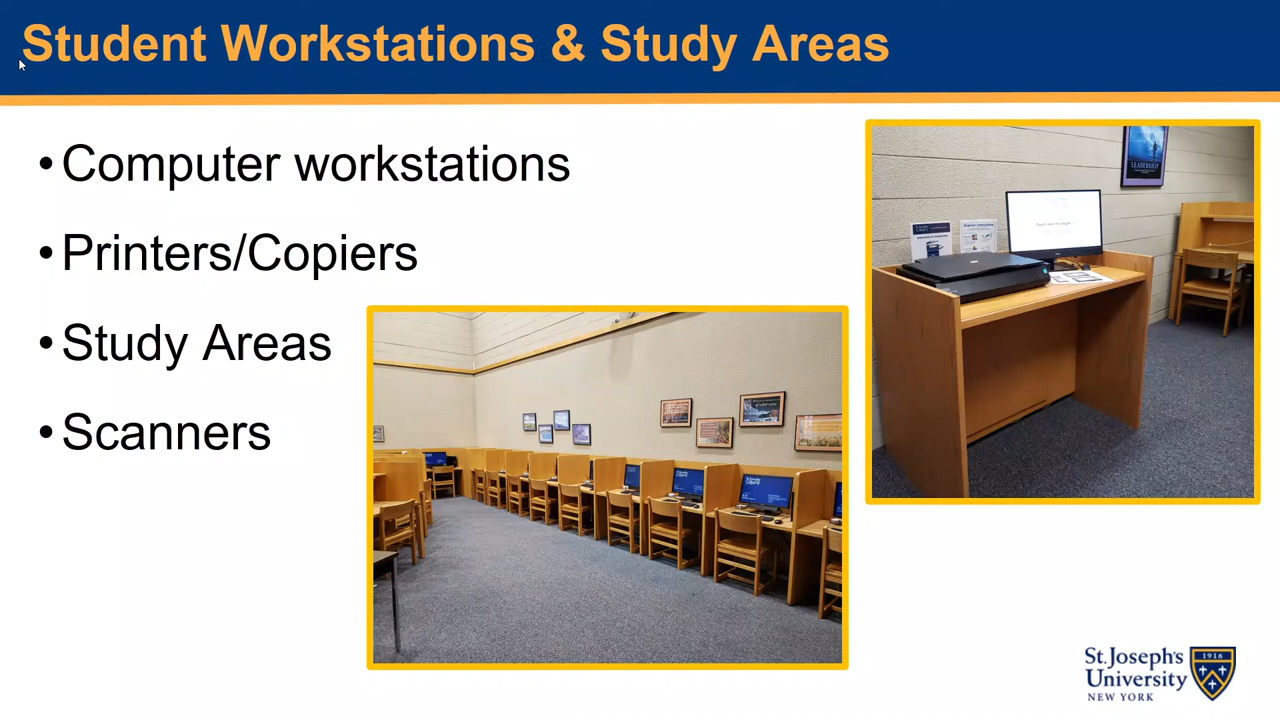 Student Workstations & Study Areas
•Computer workstations
•Printers/Copiers
•Study Areas
•Scanners
LEADERSHIP
St.Joseph's
University
NEW YORK
1916